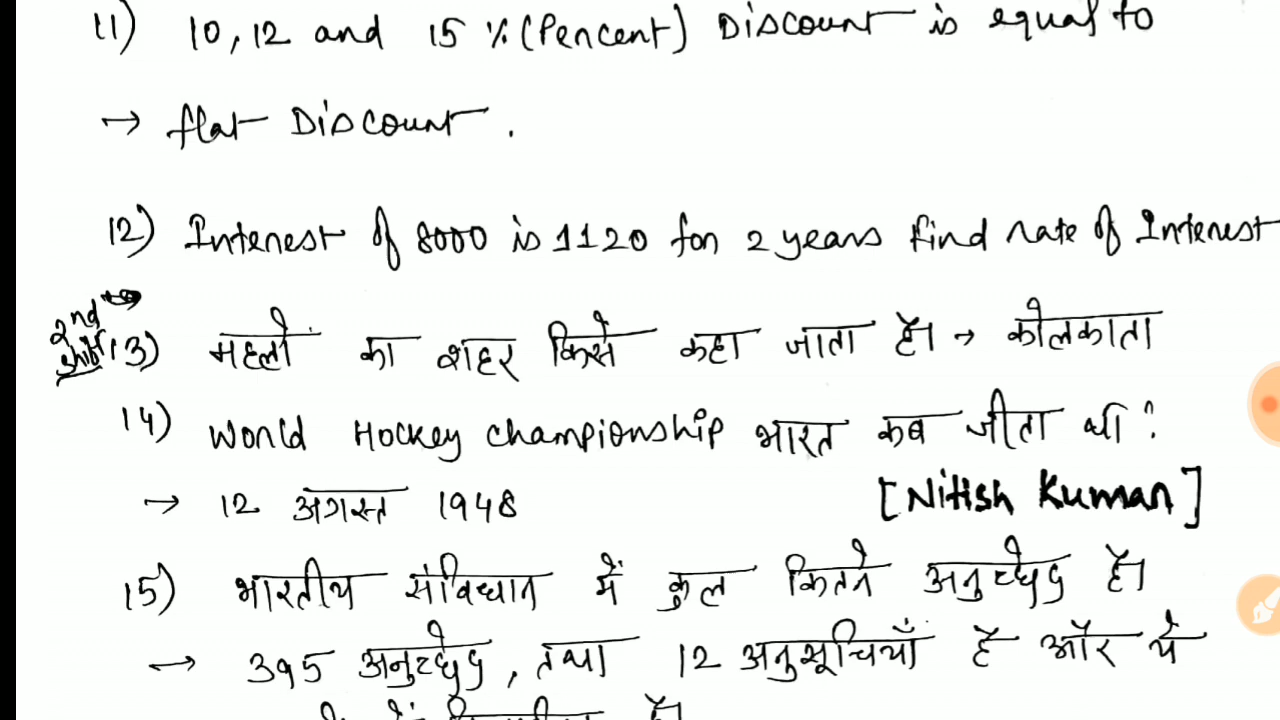 11) 10, 12 and 15 % (Percent) Discount is equal to
→ flat Discount.
12) Interest of 8000 is 1120 for 2 years find rate of Interest
2nd shift
13) महलों का शहर किसे कहा जाता है। → कोलकाता
14) World Hockey championship भारत कब जीता था?
→ 12 अगस्त 1948
[Nitish Kumar]
15) भारतीय संविधान में कुल कितने अनुच्छेद है।
→ 395 अनुच्छेद, तथा 12 अनुसूचियाँ है और ये